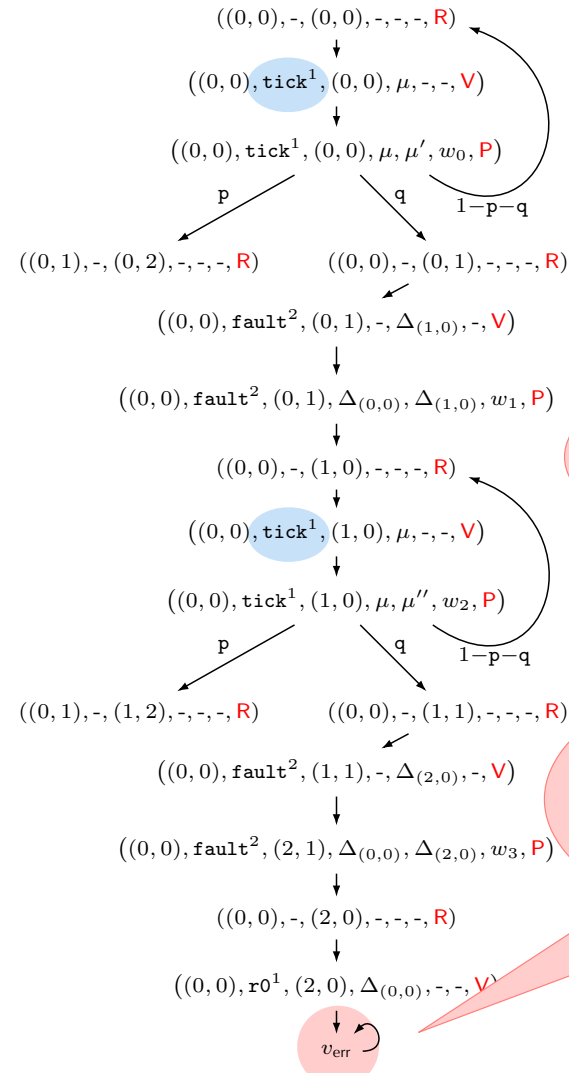 ((0, 0), -, (0, 0), -, -, -, R)
((0, 0), tick¹, (0, 0), μ, -, -, V)
((0, 0), tick¹, (0, 0), μ, μ′, w₀, P)
p q 1−p−q
((0, 1), -, (0, 2), -, -, -, R) ((0, 0), -, (0, 1), -, -, -, R)
((0, 0), fault², (0, 1), -, Δ₍₁,₀₎, -, V)
((0, 0), fault², (0, 1), Δ₍₀,₀₎, Δ₍₁,₀₎, w₁, P)
((0, 0), -, (1, 0), -, -, -, R)
((0, 0), tick¹, (1, 0), μ, -, -, V)
((0, 0), tick¹, (1, 0), μ, μ′′, w₂, P)
p q 1−p−q
((0, 1), -, (1, 2), -, -, -, R) ((0, 0), -, (1, 1), -, -, -, R)
((0, 0), fault², (1, 1), -, Δ₍₂,₀₎, -, V)
((0, 0), fault², (2, 1), Δ₍₀,₀₎, Δ₍₂,₀₎, w₃, P)
((0, 0), -, (2, 0), -, -, -, R)
((0, 0), r0¹, (2, 0), Δ₍₀,₀₎, -, -, V)
v_err